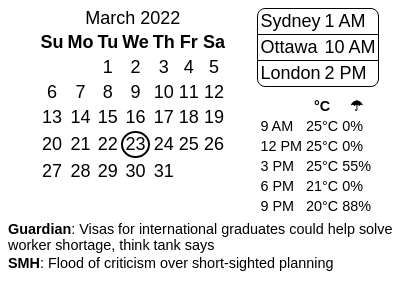 March 2022
Su Mo Tu We Th Fr Sa
1 2 3 4 5
6 7 8 9 10 11 12
13 14 15 16 17 18 19
20 21 22 23 24 25 26
27 28 29 30 31
Sydney 1 AM
Ottawa 10 AM
London 2 PM
°C ☂
9 AM 25°C 0%
12 PM 25°C 0%
3 PM 25°C 55%
6 PM 21°C 0%
9 PM 20°C 88%
Guardian: Visas for international graduates could help solve
worker shortage, think tank says
SMH: Flood of criticism over short-sighted planning